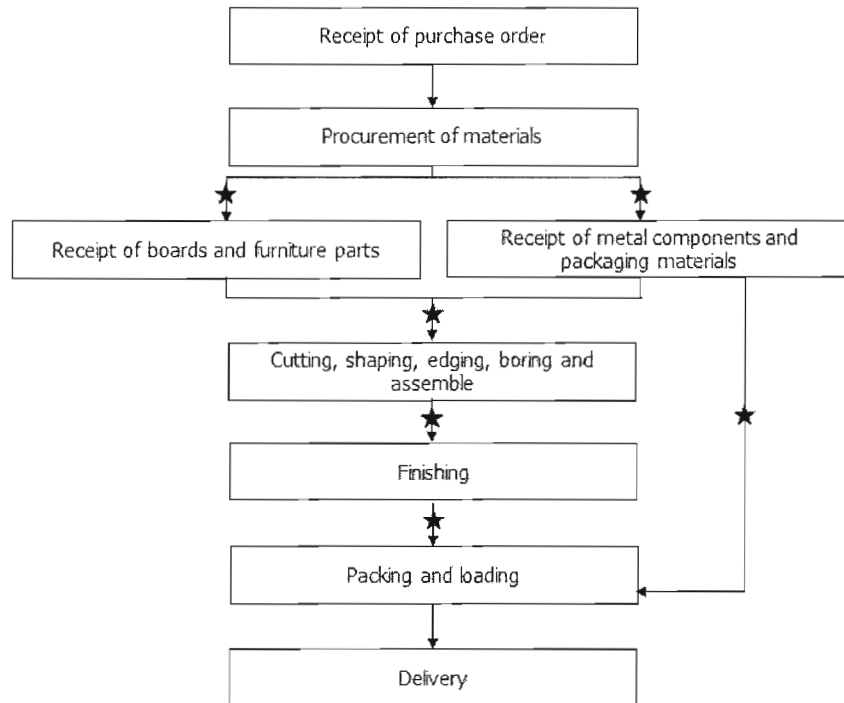 Receipt of purchase order
Procurement of materials
Receipt of boards and furniture parts
Receipt of metal components and
packaging materials
Cutting, shaping, edging, boring and
assemble
Finishing
Packing and loading
Delivery